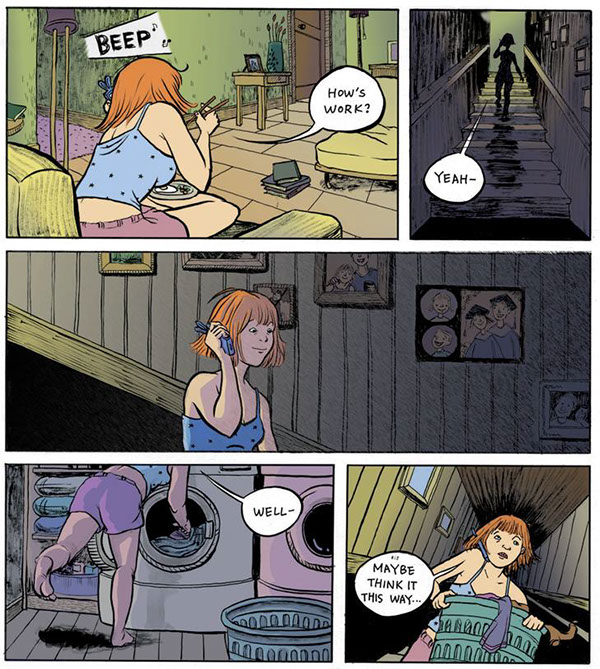 BEEP
HOW'S
WORK?
YEAH-
WELL-
MAYBE
THINK IT
THIS WAY...